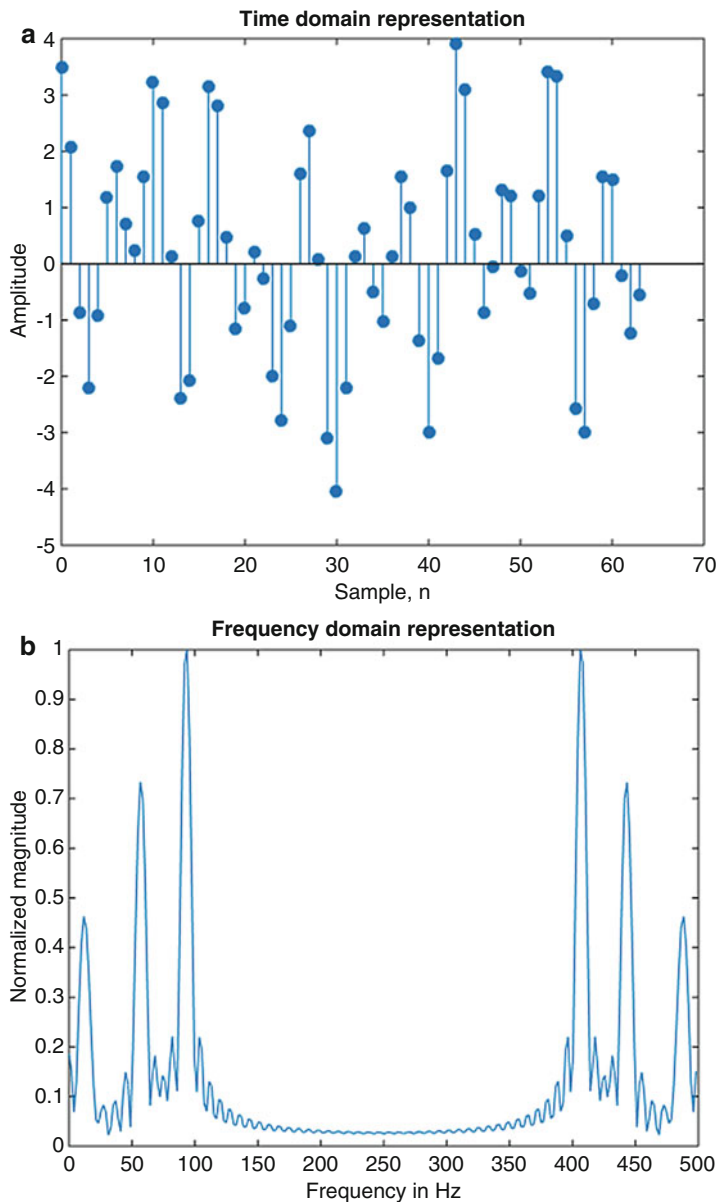 a
Time domain representation
Amplitude
4
3
2
1
0
-1
-2
-3
-4
-5
0 10 20 30 40 50 60 70
Sample, n
b
Frequency domain representation
Normalized magnitude
1
0.9
0.8
0.7
0.6
0.5
0.4
0.3
0.2
0.1
0
0 50 100 150 200 250 300 350 400 450 500
Frequency in Hz